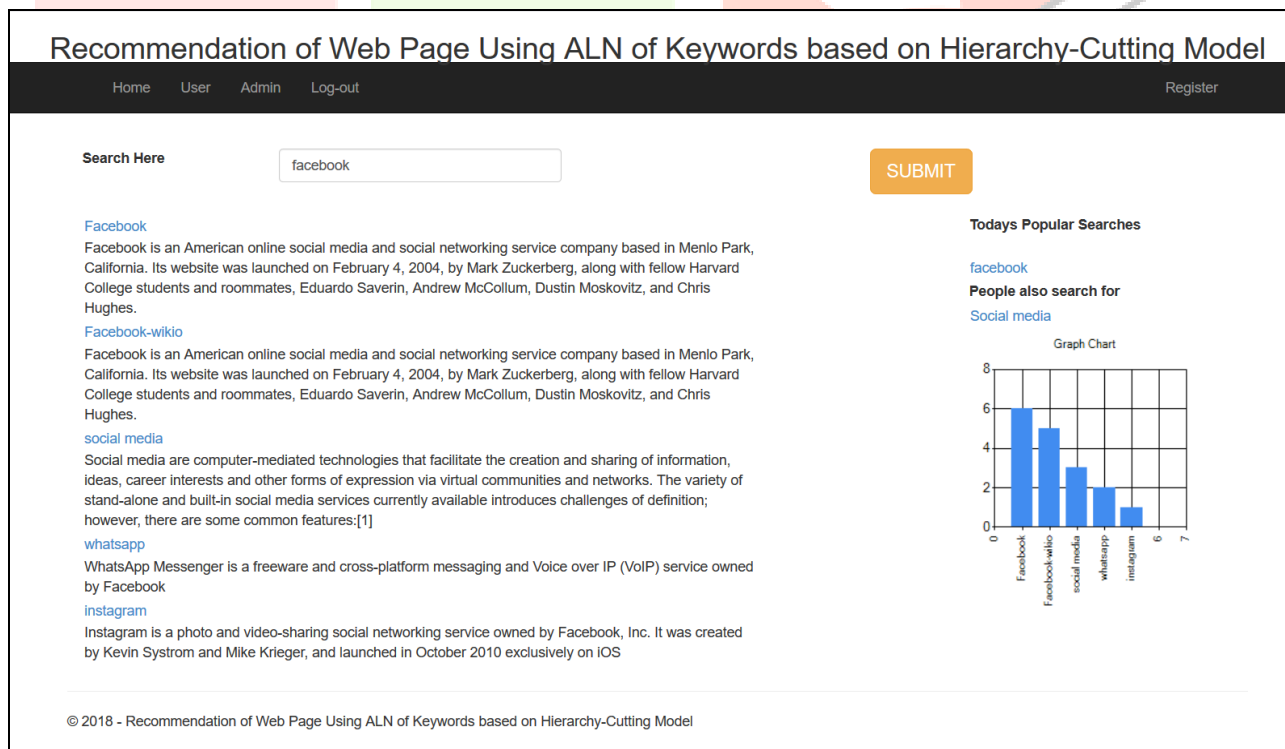 Recommendation of Web Page Using ALN of Keywords based on Hierarchy-Cutting Model
Home User Admin Log-out Register
Search Here facebook SUBMIT
Facebook
Facebook is an American online social media and social networking service company based in Menlo Park,
California. Its website was launched on February 4, 2004, by Mark Zuckerberg, along with fellow Harvard
College students and roommates, Eduardo Saverin, Andrew McCollum, Dustin Moskovitz, and Chris
Hughes.
Facebook-wikio
Facebook is an American online social media and social networking service company based in Menlo Park,
California. Its website was launched on February 4, 2004, by Mark Zuckerberg, along with fellow Harvard
College students and roommates, Eduardo Saverin, Andrew McCollum, Dustin Moskovitz, and Chris
Hughes.
social media
Social media are computer-mediated technologies that facilitate the creation and sharing of information,
ideas, career interests and other forms of expression via virtual communities and networks. The variety of
stand-alone and built-in social media services currently available introduces challenges of definition;
however, there are some common features:[1]
whatsapp
WhatsApp Messenger is a freeware and cross-platform messaging and Voice over IP (VoIP) service owned
by Facebook
instagram
Instagram is a photo and video-sharing social networking service owned by Facebook, Inc. It was created
by Kevin Systrom and Mike Krieger, and launched in October 2010 exclusively on iOS
Todays Popular Searches
facebook
People also search for
Social media
Graph Chart
8
6
4
2
0
0 Facebook Facebook-wikio social media whatsapp instagram 6 7
© 2018 - Recommendation of Web Page Using ALN of Keywords based on Hierarchy-Cutting Model